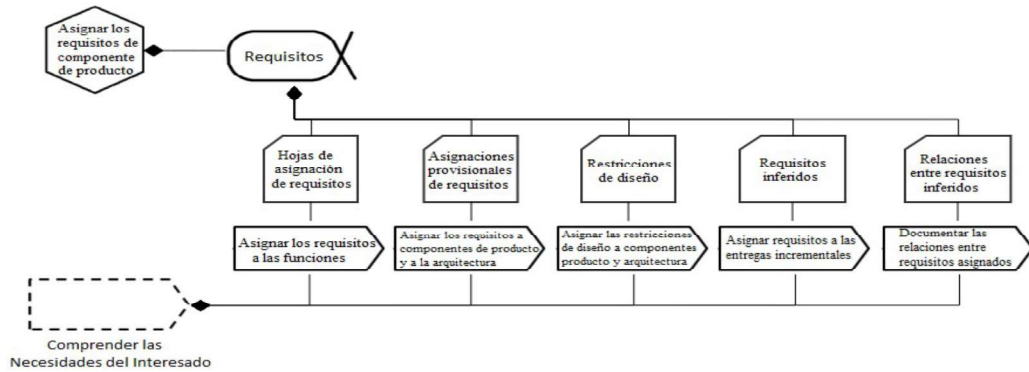 Asignar los
requisitos de
componente
de producto
Requisitos
Hojas de
asignación
de requisitos
Asignaciones
provisionales
de requisitos
Restricciones
de diseño
Requisitos
inferidos
Relaciones
entre requisitos
inferidos
Asignar los requisitos
a las funciones
Asignar los requisitos a
componentes de producto
y a la arquitectura
Asignar las restricciones
de diseño a componentes
producto y arquitectura
Asignar requisitos a las
entregas incrementales
Documentar las
relaciones entre
requisitos asignados
Comprender las
Necesidades del Interesado